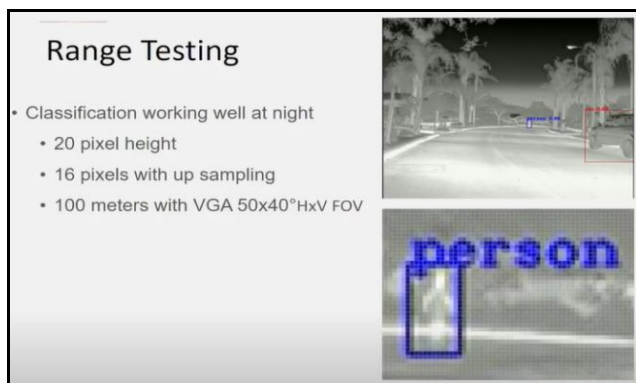 Range Testing
• Classification working well at night
• 20 pixel height
• 16 pixels with up sampling
• 100 meters with VGA 50x40°HxV FOV
person
person